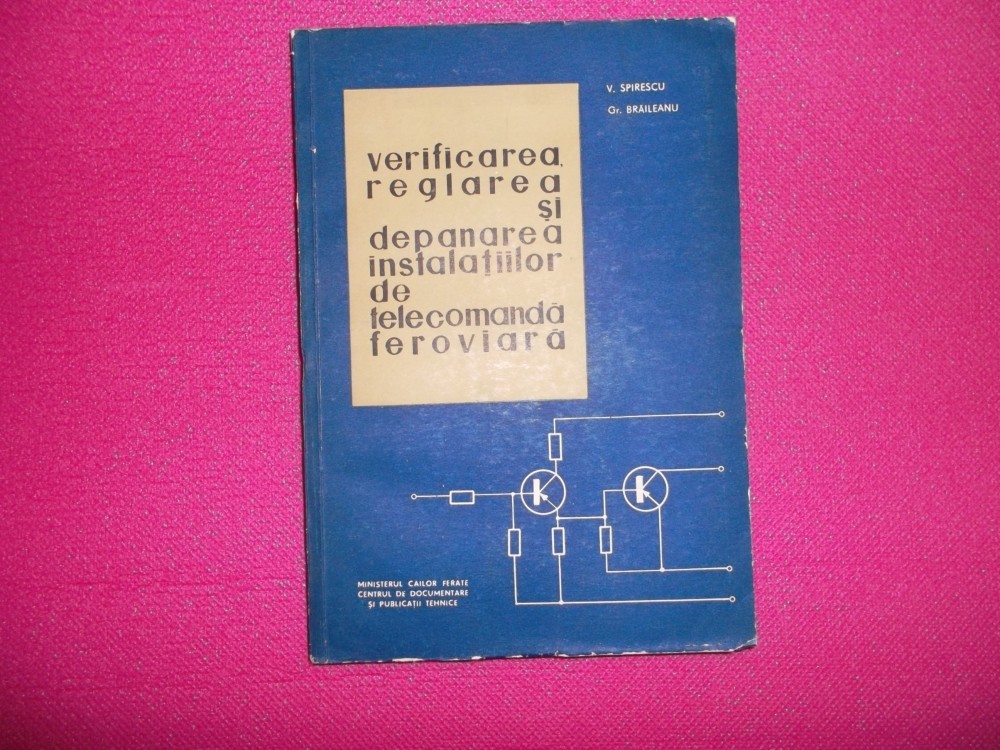 V. SPIRESCU
Gr. BRĂILEANU
verificarea,
reglarea
și
depanarea
instalațiilor
de
telecomandă
feroviară
MINISTERUL CAILOR FERATE
CENTRUL DE DOCUMENTARE
ȘI PUBLICAȚII TEHNICE